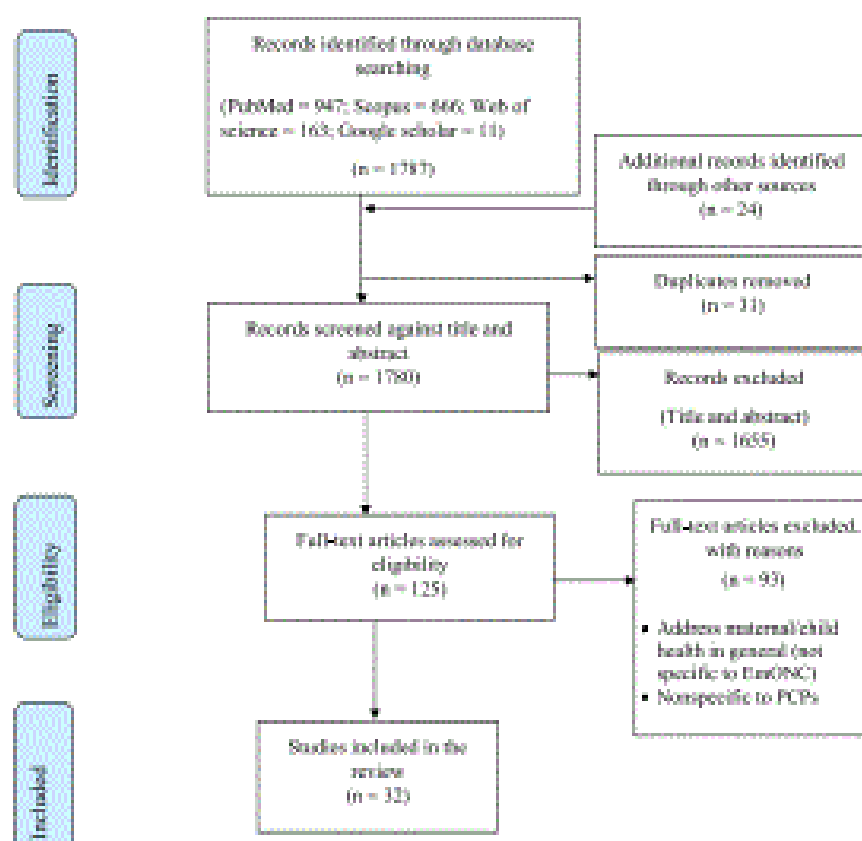 Identification
Records identified through database
searching
(PubMed = 947; Scopus = 666; Web of
science = 163; Google scholar = 11)
(n = 1787)
Additional records identified
through other sources
(n = 24)
Duplicates removed
(n = 31)
Screening
Records screened against title and
abstract
(n = 1780)
Records excluded
(Title and abstract)
(n = 1655)
Eligibility
Full-text articles assessed for
eligibility
(n = 125)
Full-text articles excluded,
with reasons
(n = 93)
• Address maternal/child
health in general (not
specific to EmONC)
• Nonspecific to PCPs
Included
Studies included in the
review
(n = 32)